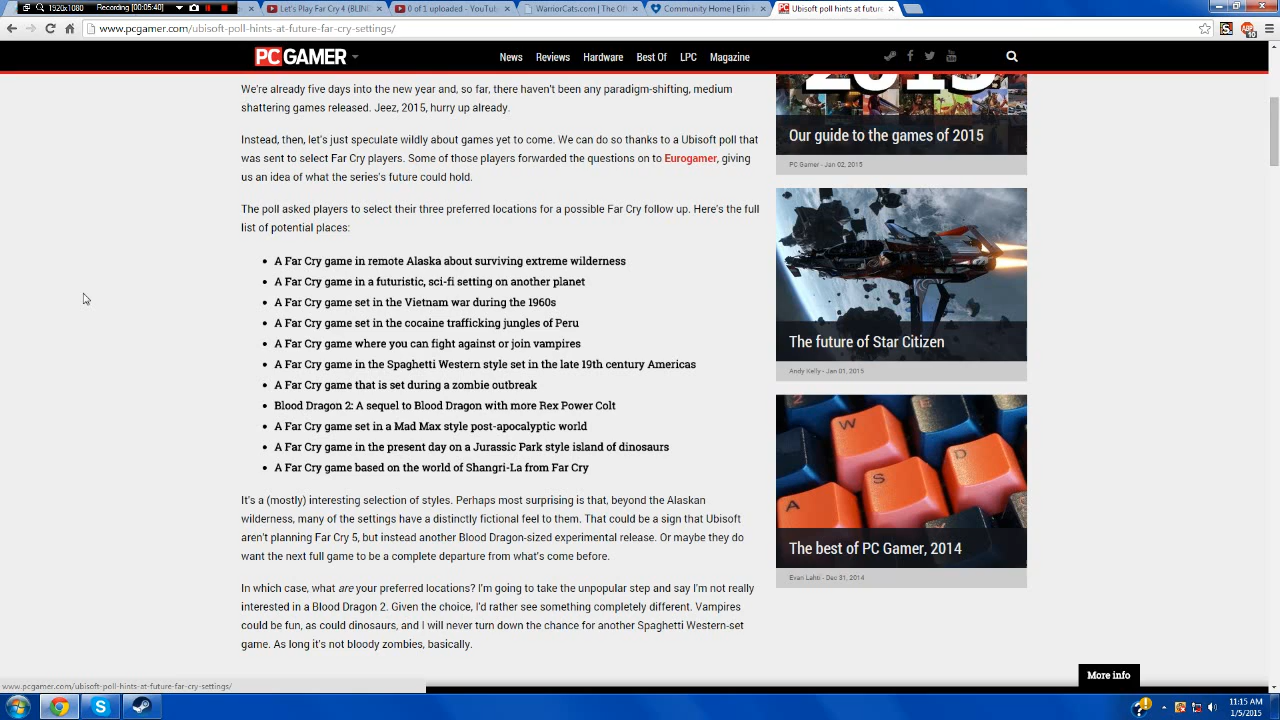 1920x1080
Recording [00:05:40]
Let's Play Far Cry 4 (BLIND
0 of 1 uploaded - YouTube
WarriorCats.com | The Off
Community Home | Erin H
Ubisoft poll hints at future
www.pcgamer.com/ubisoft-poll-hints-at-future-far-cry-settings/
PC GAMER
News Reviews Hardware Best Of LPC Magazine
We're already five days into the new year and, so far, there haven't been any paradigm-shifting, medium
shattering games released. Jeez, 2015, hurry up already.
Instead, then, let's just speculate wildly about games yet to come. We can do so thanks to a Ubisoft poll that
was sent to select Far Cry players. Some of those players forwarded the questions on to Eurogamer, giving
us an idea of what the series's future could hold.
The poll asked players to select their three preferred locations for a possible Far Cry follow up. Here's the full
list of potential places:
• A Far Cry game in remote Alaska about surviving extreme wilderness
• A Far Cry game in a futuristic, sci-fi setting on another planet
• A Far Cry game set in the Vietnam war during the 1960s
• A Far Cry game set in the cocaine trafficking jungles of Peru
• A Far Cry game where you can fight against or join vampires
• A Far Cry game in the Spaghetti Western style set in the late 19th century Americas
• A Far Cry game that is set during a zombie outbreak
• Blood Dragon 2: A sequel to Blood Dragon with more Rex Power Colt
• A Far Cry game set in a Mad Max style post-apocalyptic world
• A Far Cry game in the present day on a Jurassic Park style island of dinosaurs
• A Far Cry game based on the world of Shangri-La from Far Cry
It's a (mostly) interesting selection of styles. Perhaps most surprising is that, beyond the Alaskan
wilderness, many of the settings have a distinctly fictional feel to them. That could be a sign that Ubisoft
aren't planning Far Cry 5, but instead another Blood Dragon-sized experimental release. Or maybe they do
want the next full game to be a complete departure from what's come before.
In which case, what are your preferred locations? I'm going to take the unpopular step and say I'm not really
interested in a Blood Dragon 2. Given the choice, I'd rather see something completely different. Vampires
could be fun, as could dinosaurs, and I will never turn down the chance for another Spaghetti Western-set
game. As long it's not bloody zombies, basically.
2015
Our guide to the games of 2015
PC Gamer - Jan 02, 2015
The future of Star Citizen
Andy Kelly - Jan 01, 2015
W
A
S
D
E
The best of PC Gamer, 2014
Evan Lahti - Dec 31, 2014
More info
www.pcgamer.com/ubisoft-poll-hints-at-future-far-cry-settings/
11:15 AM
1/5/2015